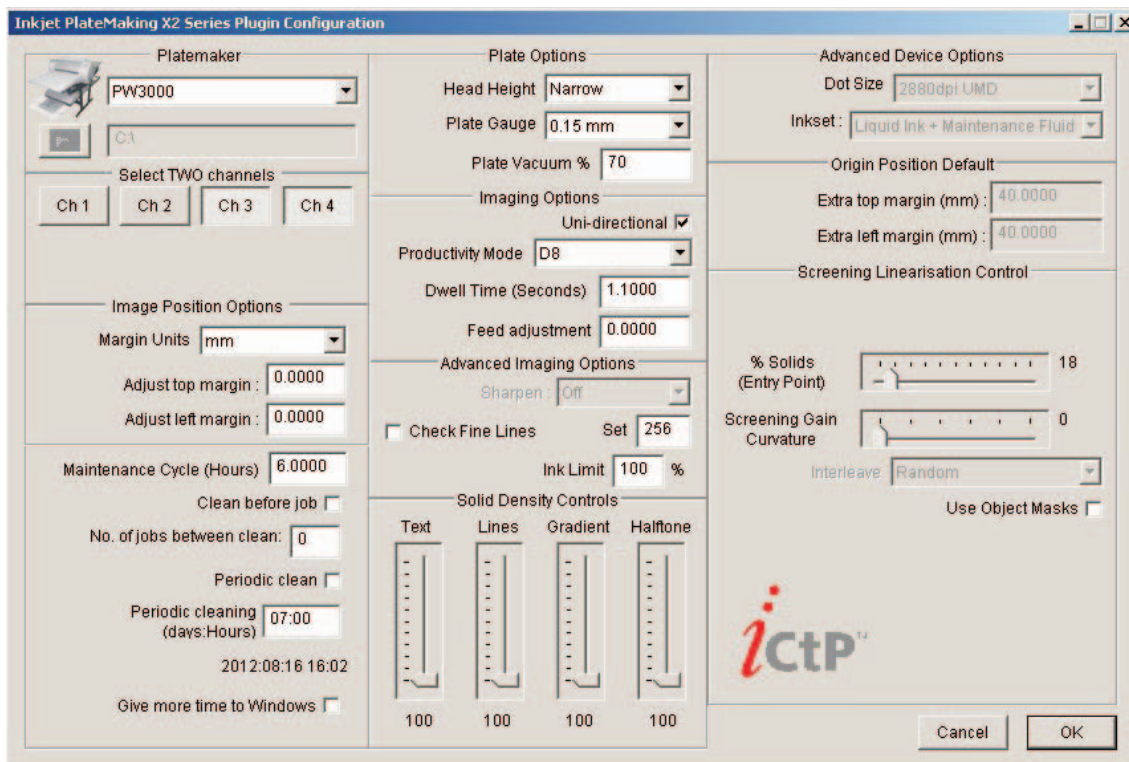 Inkjet PlateMaking X2 Series Plugin Configuration
Platemaker
PW3000
C:\
Select TWO channels
Ch 1 Ch 2 Ch 3 Ch 4
Image Position Options
Margin Units mm
Adjust top margin : 0.0000
Adjust left margin : 0.0000
Maintenance Cycle (Hours) 6.0000
Clean before job
No. of jobs between clean: 0
Periodic clean
Periodic cleaning
(days:Hours) 07:00
2012:08:16 16:02
Give more time to Windows
Plate Options
Head Height Narrow
Plate Gauge 0.15 mm
Plate Vacuum % 70
Imaging Options
Uni-directional
Productivity Mode D8
Dwell Time (Seconds) 1.1000
Feed adjustment 0.0000
Advanced Imaging Options
Sharpen : Off
Check Fine Lines Set 256
Ink Limit 100 %
Solid Density Controls
Text Lines Gradient Halftone
100 100 100 100
Advanced Device Options
Dot Size 2880dpi UMD
Inkset : Liquid Ink + Maintenance Fluid
Origin Position Default
Extra top margin (mm) : 40.0000
Extra left margin (mm) : 40.0000
Screening Linearisation Control
% Solids
(Entry Point) 18
Screening Gain
Curvature 0
Interleave Random
Use Object Masks
iCtP™
Cancel OK